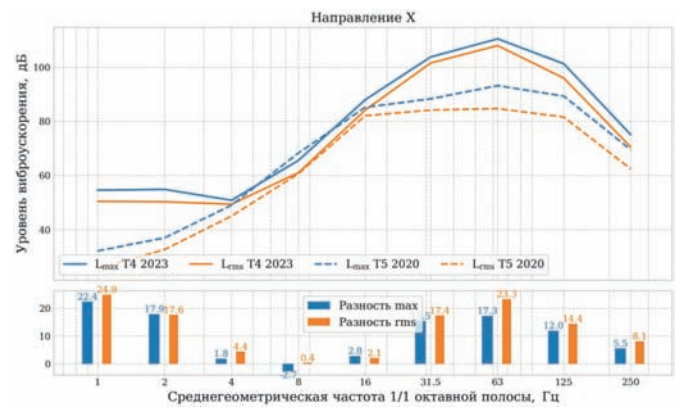 Направление X
Уровень виброускорения, дБ
100
80
60
40
Lmax T4 2023 Lrms T4 2023 Lmax T5 2020 Lrms T5 2020
20
10
0
Разность max
Разность rms
22.4 24.9 17.9 17.6 1.8 4.4 -2.7 0.4 2.8 2.1 17.4 17.3 23.3 12.0 14.4 5.5 8.1
1 2 4 8 16 31.5 63 125 250
Среднегеометрическая частота 1/1 октавной полосы, Гц